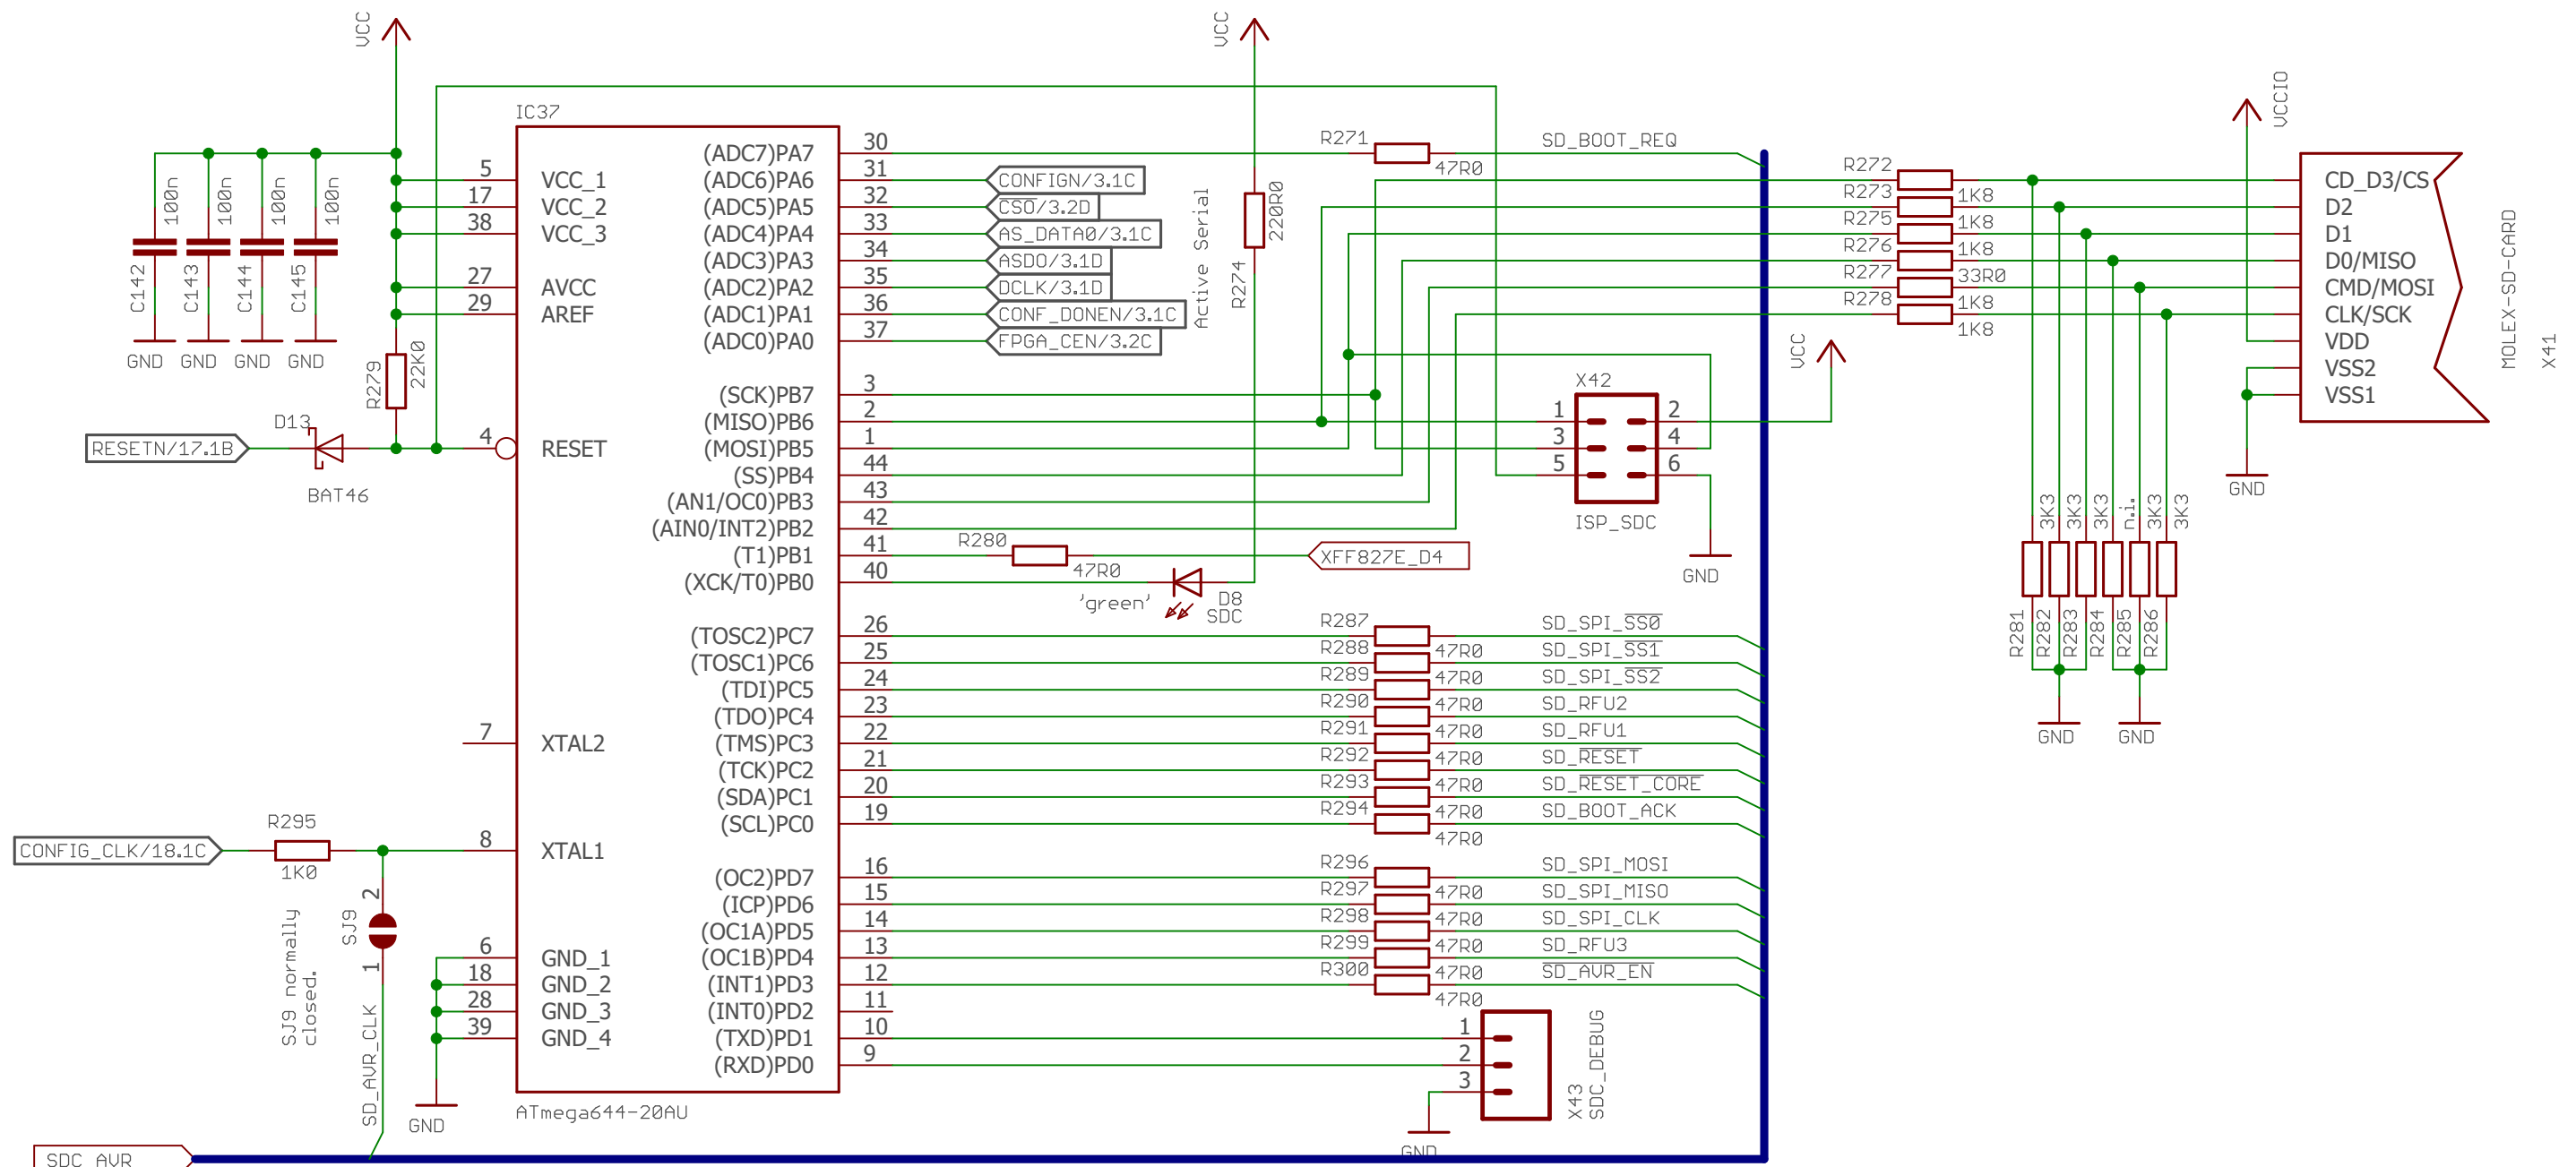 VCC
VCC
VCCIO
IC37
ATmega644-20AU
100n
100n
100n
100n
C142
C143
C144
C145
GND
GND
GND
GND
R279
22K0
D13
BAT46
RESETN/17.1B
5 VCC_1
17 VCC_2
38 VCC_3
27 AVCC
29 AREF
4 RESET
7 XTAL2
8 XTAL1
6 GND_1
18 GND_2
28 GND_3
39 GND_4
GND
CONFIG_CLK/18.1C
R295
1K0
SJ9
2
1
SJ9 normally
closed.
SD_AVR_CLK
SDC_AVR
(ADC7)PA7 30
(ADC6)PA6 31
(ADC5)PA5 32
(ADC4)PA4 33
(ADC3)PA3 34
(ADC2)PA2 35
(ADC1)PA1 36
(ADC0)PA0 37
(SCK)PB7 3
(MISO)PB6 2
(MOSI)PB5 1
(SS)PB4 44
(AN1/OC0)PB3 43
(AIN0/INT2)PB2 42
(T1)PB1 41
(XCK/T0)PB0 40
(TOSC2)PC7 26
(TOSC1)PC6 25
(TDI)PC5 24
(TDO)PC4 23
(TMS)PC3 22
(TCK)PC2 21
(SDA)PC1 20
(SCL)PC0 19
(OC2)PD7 16
(ICP)PD6 15
(OC1A)PD5 14
(OC1B)PD4 13
(INT1)PD3 12
(INT0)PD2 11
(TXD)PD1 10
(RXD)PD0 9
CONFIGN/3.1C
CSO/3.2D
AS_DATA0/3.1C
ASDO/3.1D
DCLK/3.1D
CONF_DONEN/3.1C
FPGA_CEN/3.2C
Active Serial
R274
220R0
R271 47R0 SD_BOOT_REQ
R280 47R0
XFF827E_D4
'green'
D8
SDC
R287 47R0 SD_SPI_SS0
R288 47R0 SD_SPI_SS1
R289 47R0 SD_SPI_SS2
R290 47R0 SD_RFU2
R291 47R0 SD_RFU1
R292 47R0 SD_RESET
R293 47R0 SD_RESET_CORE
R294 47R0 SD_BOOT_ACK
R296 47R0 SD_SPI_MOSI
R297 47R0 SD_SPI_MISO
R298 47R0 SD_SPI_CLK
R299 47R0 SD_RFU3
R300 47R0 SD_AVR_EN
X43
SDC_DEBUG
1
2
3
GND
X42
1 2
3 4
5 6
ISP_SDC
GND
VCC
R272 1K8
R273 1K8
R275 1K8
R276 33R0
R277 1K8
R278 1K8
CD_D3/CS
D2
D1
D0/MISO
CMD/MOSI
CLK/SCK
VDD
VSS2
VSS1
MOLEX-SD-CARD
X41
GND
3K3
3K3
3K3
n.i.
3K3
3K3
R281
R282
R283
R284
R285
R286
GND
GND